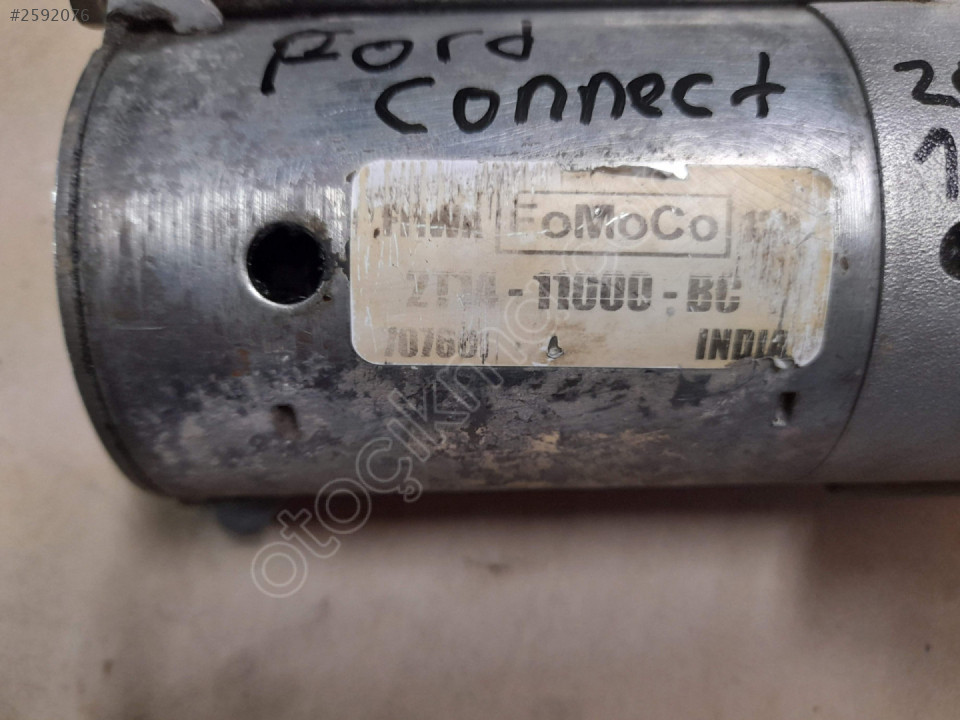 #2592076
Ford
Connect
FoMoCo
2T14-11000-BC
INDIA
otoçıkma